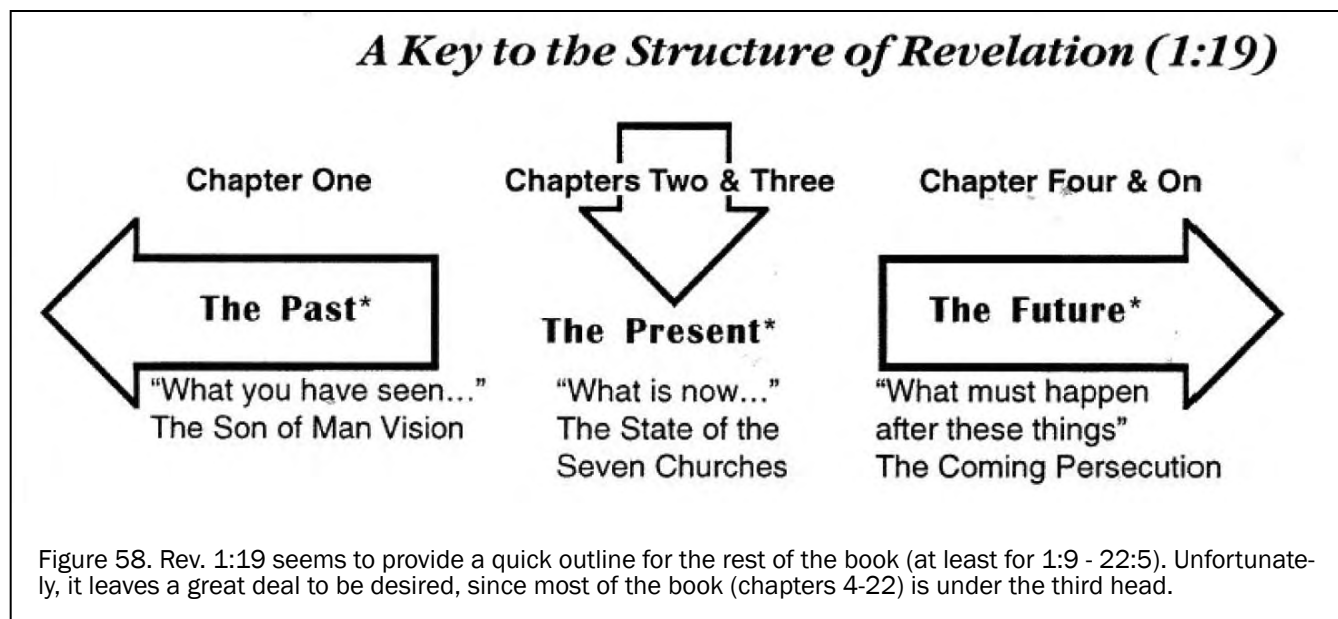 A Key to the Structure of Revelation (1:19)
Chapter One
The Past*
“What you have seen...”
The Son of Man Vision
Chapters Two & Three
The Present*
“What is now...”
The State of the
Seven Churches
Chapter Four & On
The Future*
“What must happen
after these things”
The Coming Persecution
Figure 58. Rev. 1:19 seems to provide a quick outline for the rest of the book (at least for 1:9 - 22:5). Unfortunate-
ly, it leaves a great deal to be desired, since most of the book (chapters 4-22) is under the third head.